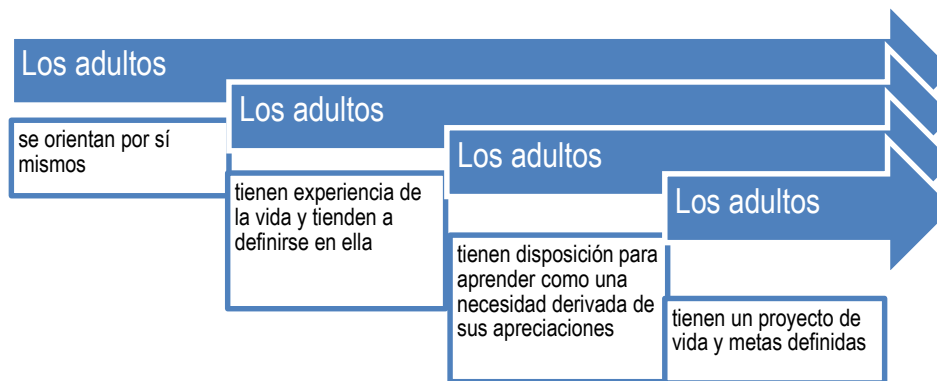 Los adultos
se orientan por sí
mismos
Los adultos
tienen experiencia de
la vida y tienden a
definirse en ella
Los adultos
tienen disposición para
aprender como una
necesidad derivada de
sus apreciaciones
Los adultos
tienen un proyecto de
vida y metas definidas